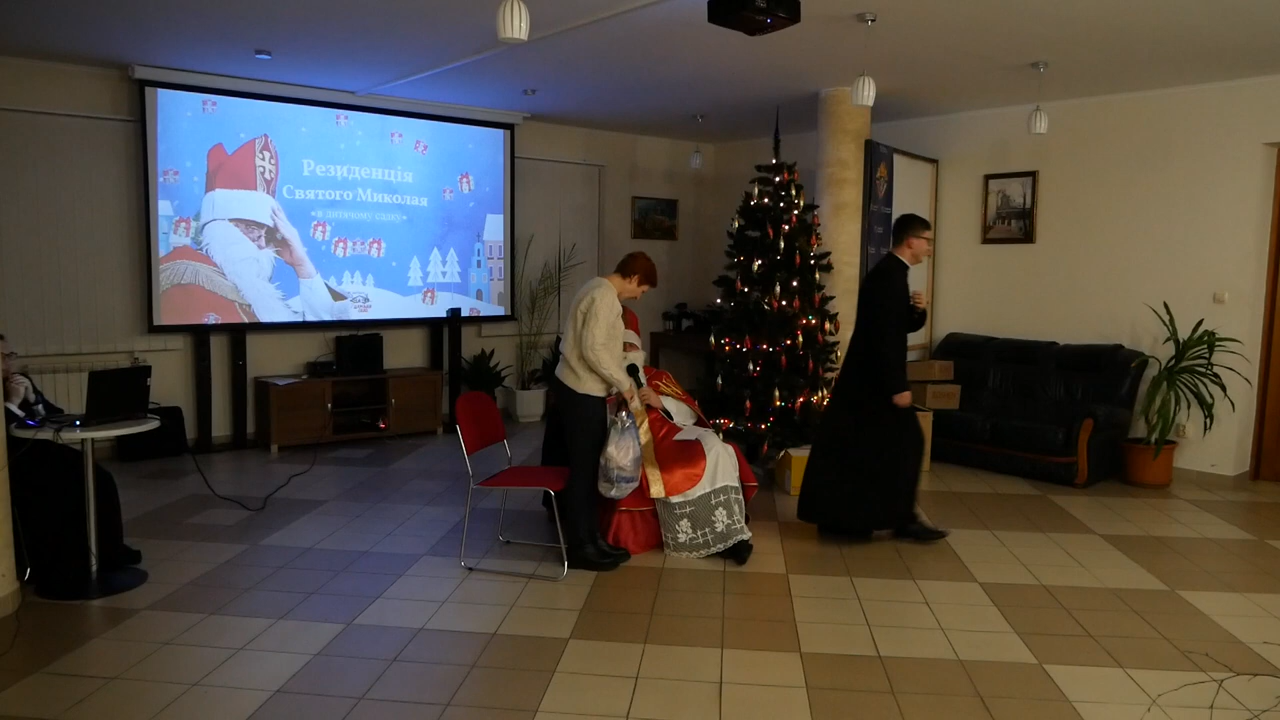 Резиденція
Святого Миколая
в дитячому садку